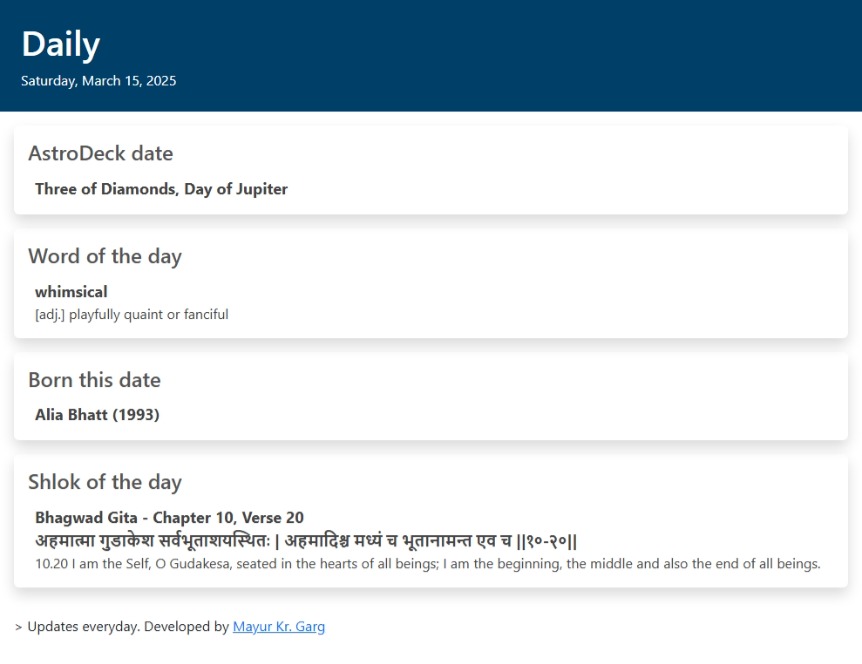 Daily
Saturday, March 15, 2025
AstroDeck date
Three of Diamonds, Day of Jupiter
Word of the day
whimsical
[adj.] playfully quaint or fanciful
Born this date
Alia Bhatt (1993)
Shlok of the day
Bhagwad Gita - Chapter 10, Verse 20
अहमात्मा गुडाकेश सर्वभूताशयस्थितः | अहमादिश्च मध्यं च भूतानामन्त एव च ||१०-२०||
10.20 I am the Self, O Gudakesa, seated in the hearts of all beings; I am the beginning, the middle and also the end of all beings.
> Updates everyday. Developed by Mayur Kr. Garg